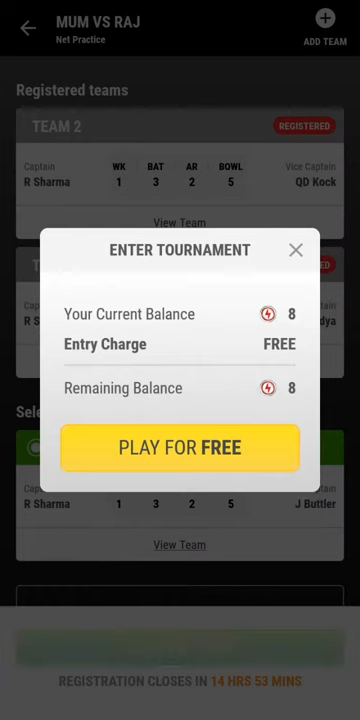 MUM VS RAJ
Net Practice
ADD TEAM
Registered teams
TEAM 2
REGISTERED
Captain WK BAT AR BOWL Vice Captain
R Sharma 1 3 2 5 QD Kock
View Team
ENTER TOURNAMENT
Your Current Balance 8
Entry Charge FREE
Remaining Balance 8
PLAY FOR FREE
R Sharma 1 3 2 5 J Buttler
View Team
REGISTRATION CLOSES IN 14 HRS 53 MINS